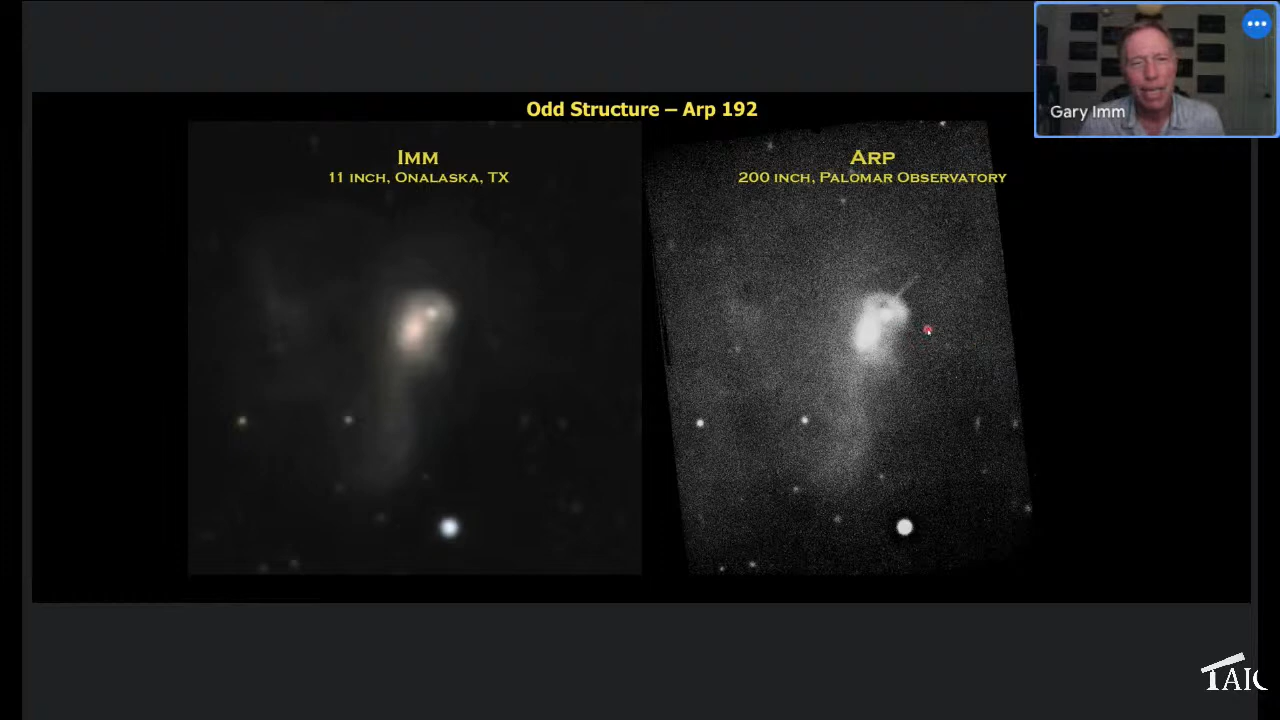 Odd Structure – Arp 192
Imm
11 inch, Onalaska, TX
Arp
200 inch, Palomar Observatory
Gary Imm
TAIC